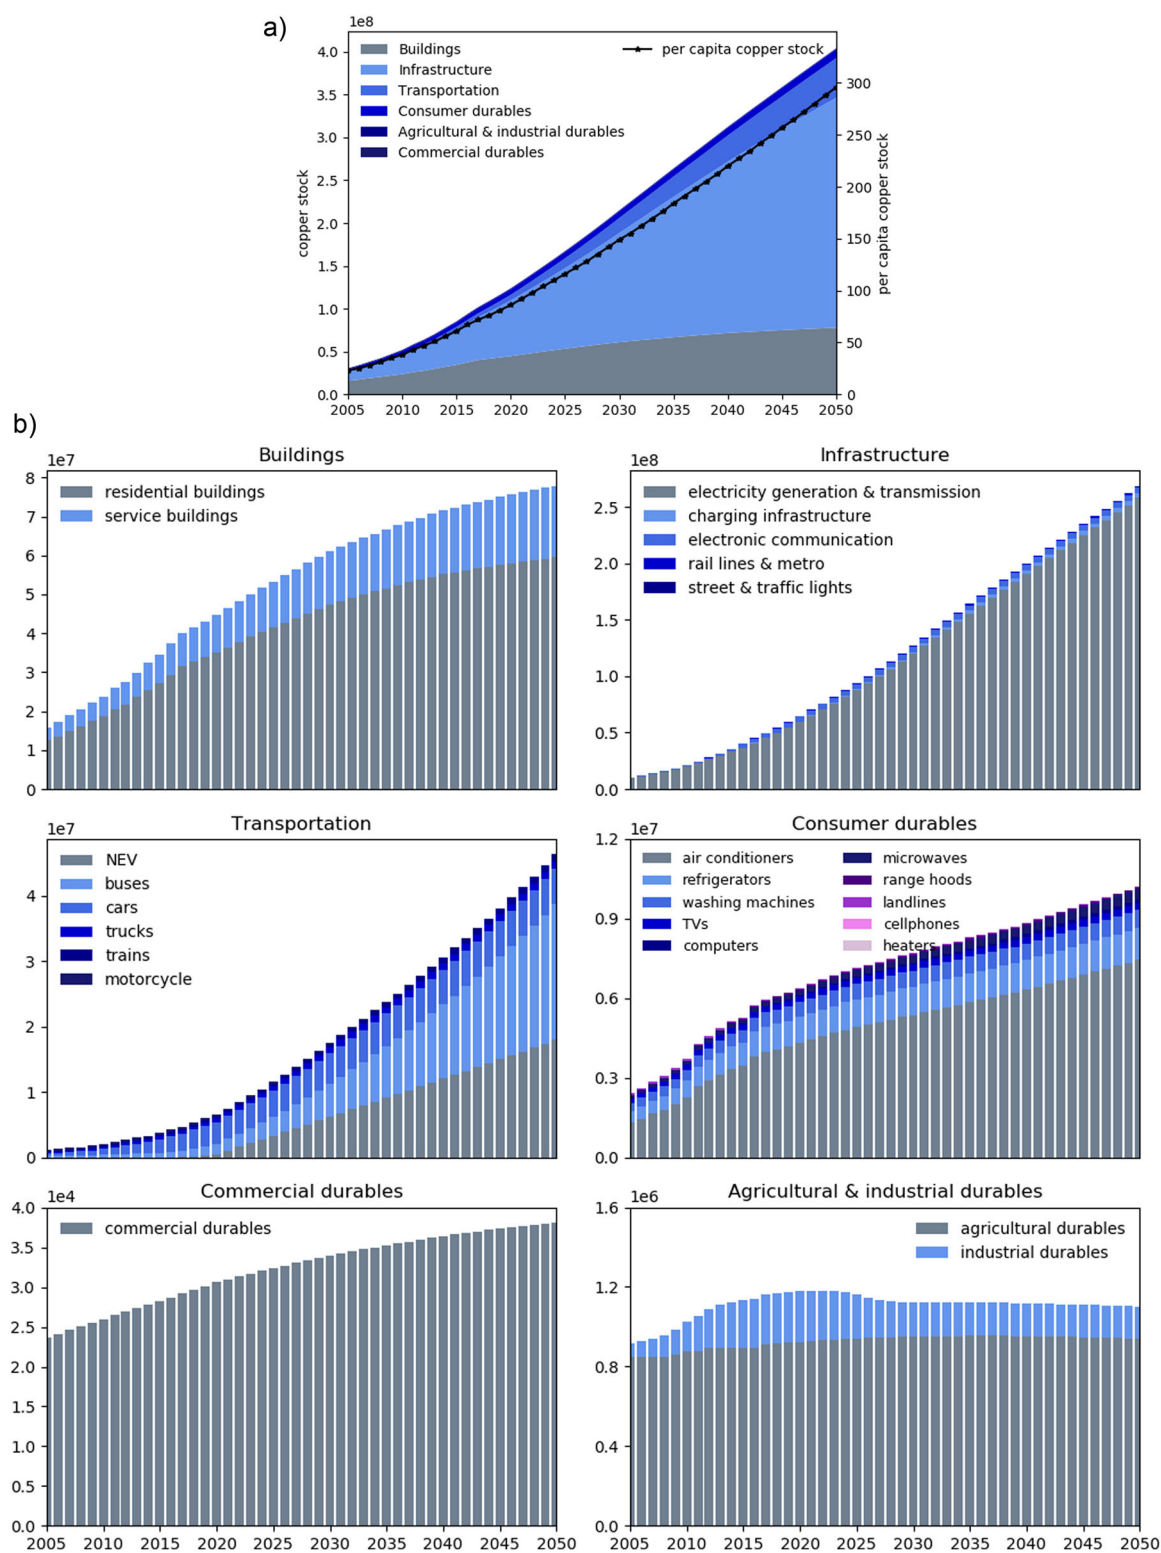 a)
1e8
Buildings
Infrastructure
Transportation
Consumer durables
Agricultural & industrial durables
Commercial durables
per capita copper stock
4.0
3.5
3.0
2.5
2.0
1.5
1.0
0.5
0.0
copper stock
300
250
200
150
100
50
0
per capita copper stock
2005 2010 2015 2020 2025 2030 2035 2040 2045 2050
b)
Buildings
1e7
residential buildings
service buildings
8
7
6
5
4
3
2
1
0
Infrastructure
1e8
electricity generation & transmission
charging infrastructure
electronic communication
rail lines & metro
street & traffic lights
2.5
2.0
1.5
1.0
0.5
0.0
Transportation
1e7
NEV
buses
cars
trucks
trains
motorcycle
4
3
2
1
0
Consumer durables
1e7
air conditioners
refrigerators
washing machines
TVs
computers
microwaves
range hoods
landlines
cellphones
heaters
1.2
0.9
0.6
0.3
0.0
Commercial durables
1e4
commercial durables
4.0
3.5
3.0
2.5
2.0
1.5
1.0
0.5
0.0
2005 2010 2015 2020 2025 2030 2035 2040 2045 2050
Agricultural & industrial durables
1e6
agricultural durables
industrial durables
1.6
1.2
0.8
0.4
0.0
2005 2010 2015 2020 2025 2030 2035 2040 2045 2050